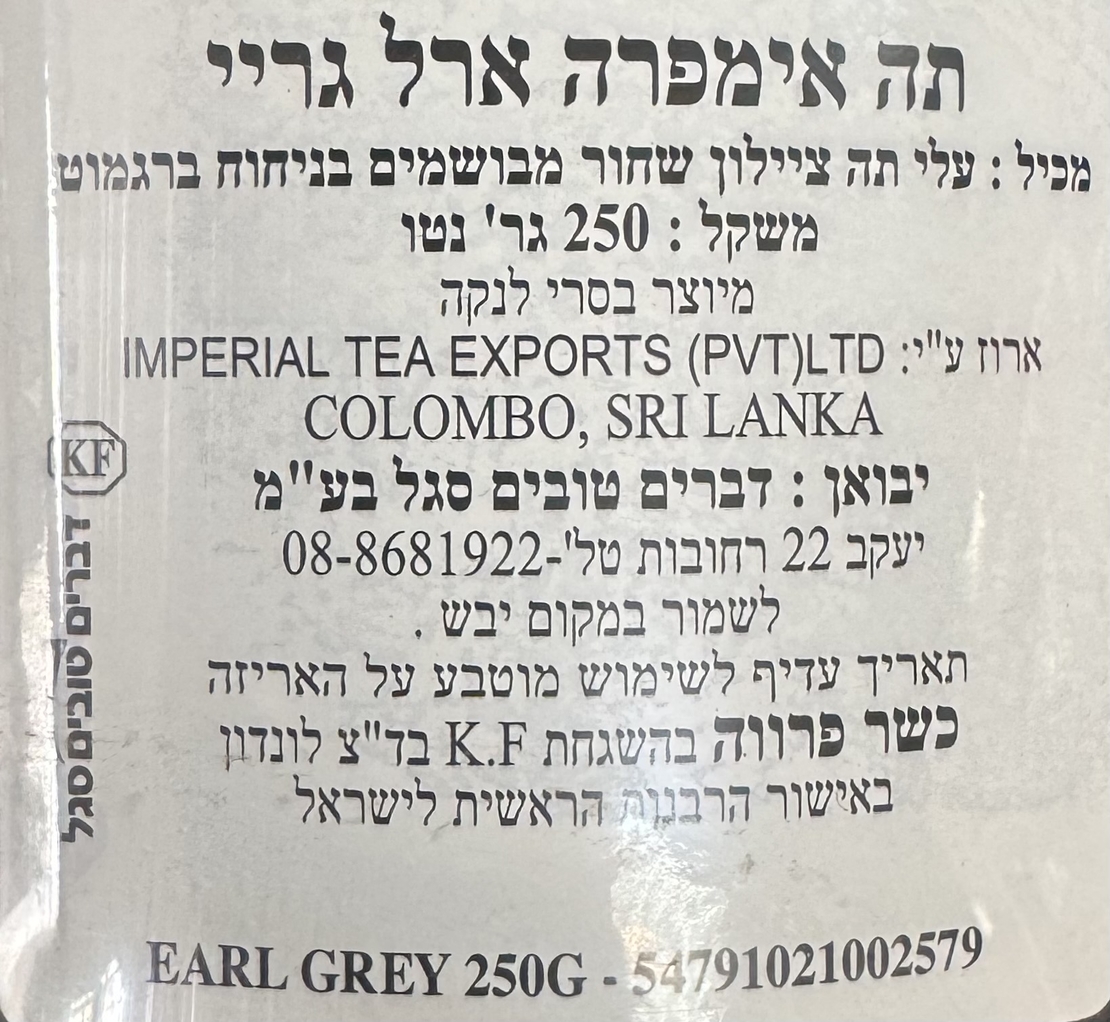 תה אימפרה ארל גריי
מכיל : עלי תה ציילון שחור מבושמים בניחוח ברגמוט
משקל : 250 גר' נטו
מיוצר בסרי לנקה
ארוז ע"י: IMPERIAL TEA EXPORTS (PVT)LTD
COLOMBO, SRI LANKA
יבואן : דברים טובים סגל בע"מ
יעקב 22 רחובות טל'-08-8681922
לשמור במקום יבש .
תאריך עדיף לשימוש מוטבע על האריזה
כשר פרווה בהשגחת K.F בד"צ לונדון
באישור הרבנות הראשית לישראל
EARL GREY 250G - 54791021002579
KF
דברים טובים סגל